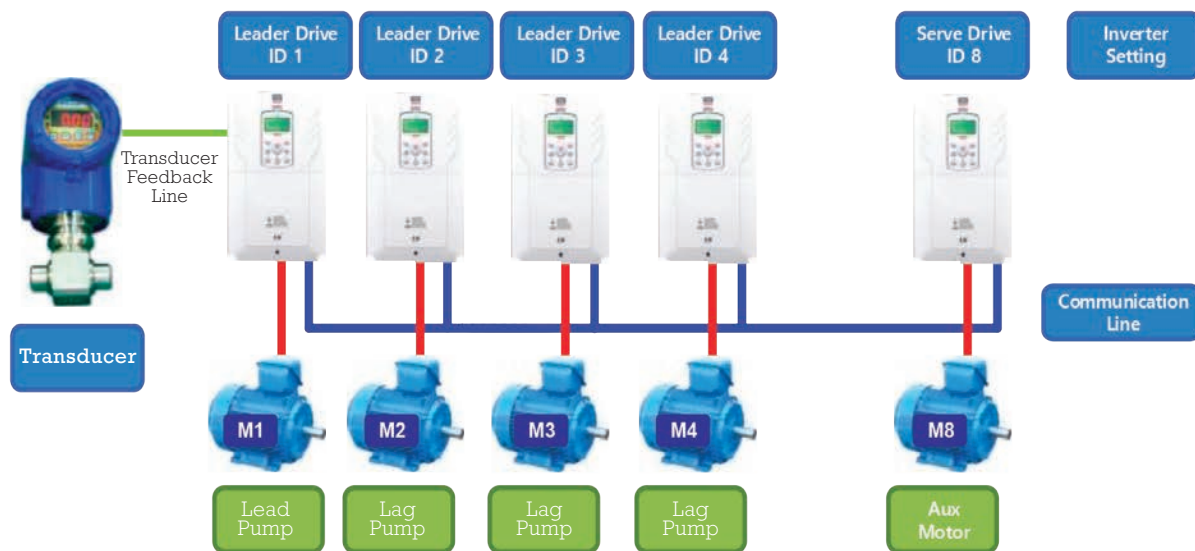 Leader Drive
ID 1
Leader Drive
ID 2
Leader Drive
ID 3
Leader Drive
ID 4
Serve Drive
ID 8
Inverter
Setting
Transducer
Feedback
Line
Communication
Line
Transducer
M1
M2
M3
M4
M8
Lead
Pump
Lag
Pump
Lag
Pump
Lag
Pump
Aux
Motor